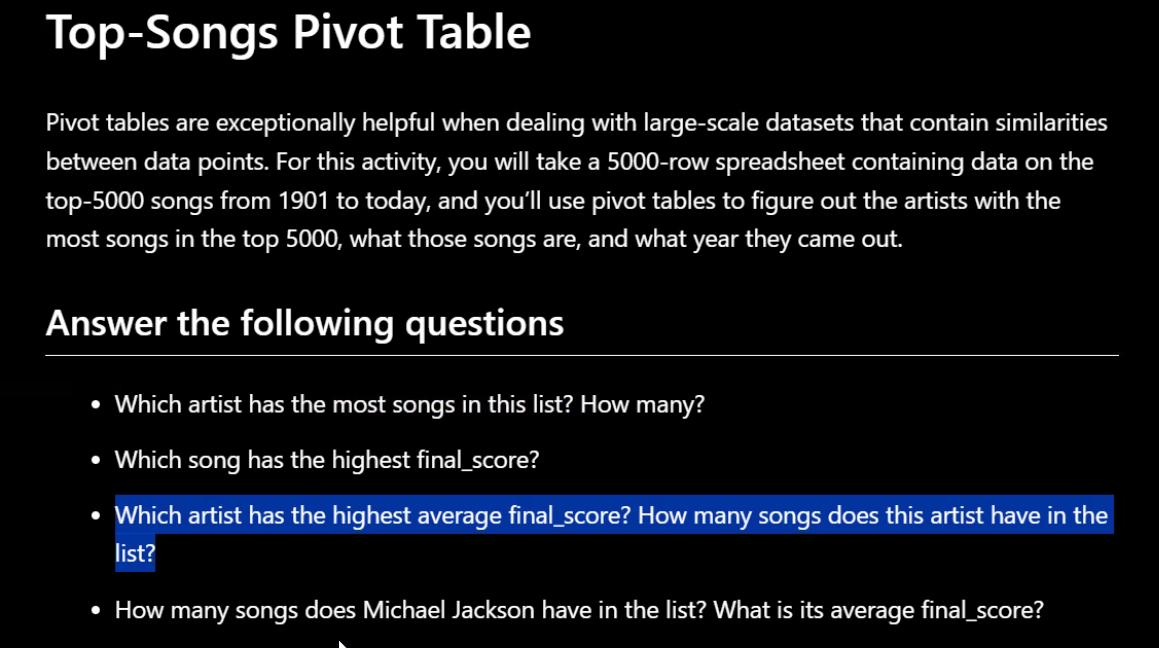 Top-Songs Pivot Table
Pivot tables are exceptionally helpful when dealing with large-scale datasets that contain similarities
between data points. For this activity, you will take a 5000-row spreadsheet containing data on the
top-5000 songs from 1901 to today, and you’ll use pivot tables to figure out the artists with the
most songs in the top 5000, what those songs are, and what year they came out.
Answer the following questions
• Which artist has the most songs in this list? How many?
• Which song has the highest final_score?
• Which artist has the highest average final_score? How many songs does this artist have in the
list?
• How many songs does Michael Jackson have in the list? What is its average final_score?